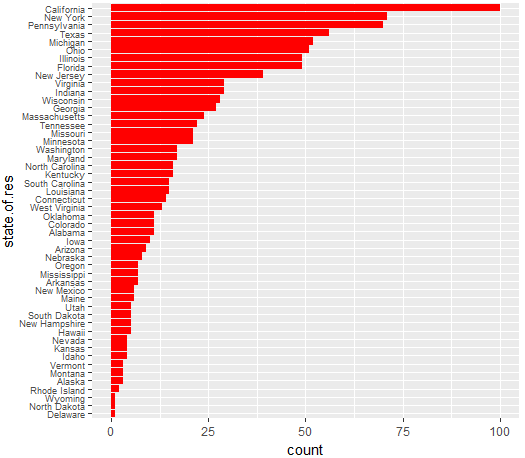 California
New York
Pennsylvania
Texas
Michigan
Ohio
Illinois
Florida
New Jersey
Virginia
Indiana
Wisconsin
Georgia
Massachusetts
Tennessee
Missouri
Minnesota
Washington
Maryland
North Carolina
Kentucky
South Carolina
Louisiana
Connecticut
West Virginia
Oklahoma
Colorado
Alabama
Iowa
Arizona
Nebraska
Oregon
Mississippi
Arkansas
New Mexico
Maine
Utah
South Dakota
New Hampshire
Hawaii
Nevada
Kansas
Idaho
Vermont
Montana
Alaska
Rhode Island
Wyoming
North Dakota
Delaware
state.of.res
0 25 50 75 100
count